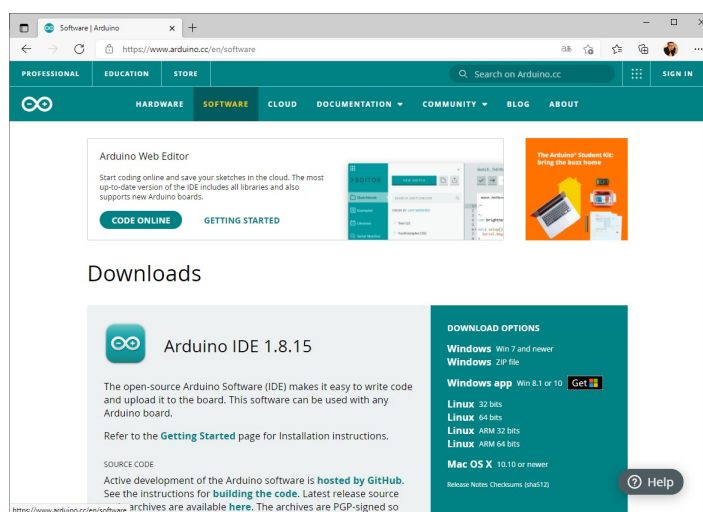 Software | Arduino
https://www.arduino.cc/en/software
PROFESSIONAL EDUCATION STORE
Search on Arduino.cc
SIGN IN
HARDWARE SOFTWARE CLOUD DOCUMENTATION COMMUNITY BLOG ABOUT
Arduino Web Editor
Start coding online and save your sketches in the cloud. The most
up-to-date version of the IDE includes all libraries and also
supports new Arduino boards.
CODE ONLINE GETTING STARTED
The Arduino® Student Kit:
bring the buzz home
Downloads
Arduino IDE 1.8.15
The open-source Arduino Software (IDE) makes it easy to write code
and upload it to the board. This software can be used with any
Arduino board.
Refer to the Getting Started page for Installation instructions.
SOURCE CODE
Active development of the Arduino software is hosted by GitHub.
See the instructions for building the code. Latest release source
archives are available here. The archives are PGP-signed so
https://www.arduino.cc/en/software
DOWNLOAD OPTIONS
Windows Win 7 and newer
Windows ZIP file
Windows app Win 8.1 or 10 Get
Linux 32 bits
Linux 64 bits
Linux ARM 32 bits
Linux ARM 64 bits
Mac OS X 10.10 or newer
Release Notes Checksums (sha512)
Help